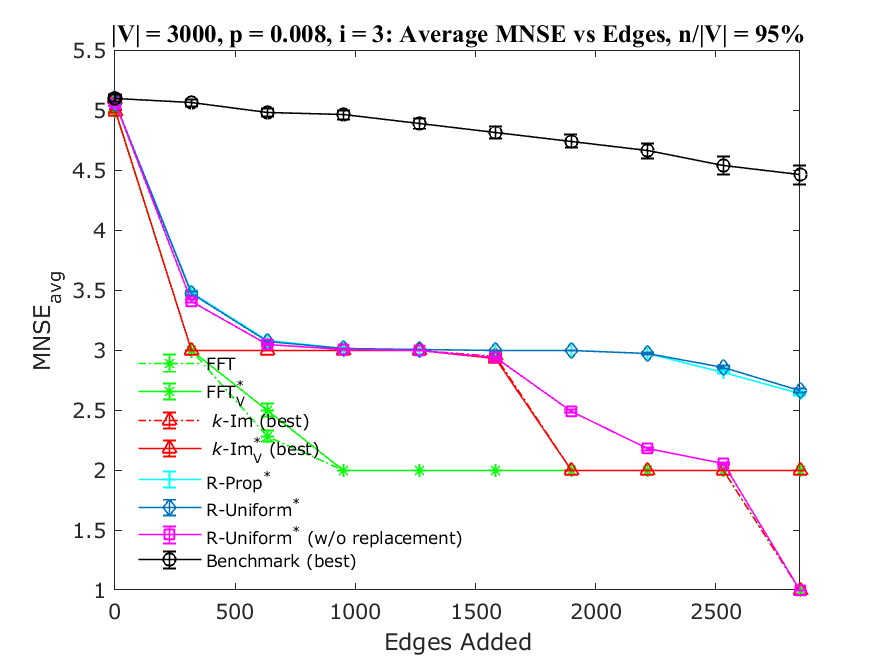 |V| = 3000, p = 0.008, i = 3: Average MNSE vs Edges, n/|V| = 95%
5.5
5
4.5
4
3.5
3
2.5
2
1.5
1
MNSE_avg
FFT
FFT*_V
k-Im (best)
k-Im*_V (best)
R-Prop*
R-Uniform*
R-Uniform* (w/o replacement)
Benchmark (best)
0 500 1000 1500 2000 2500
Edges Added